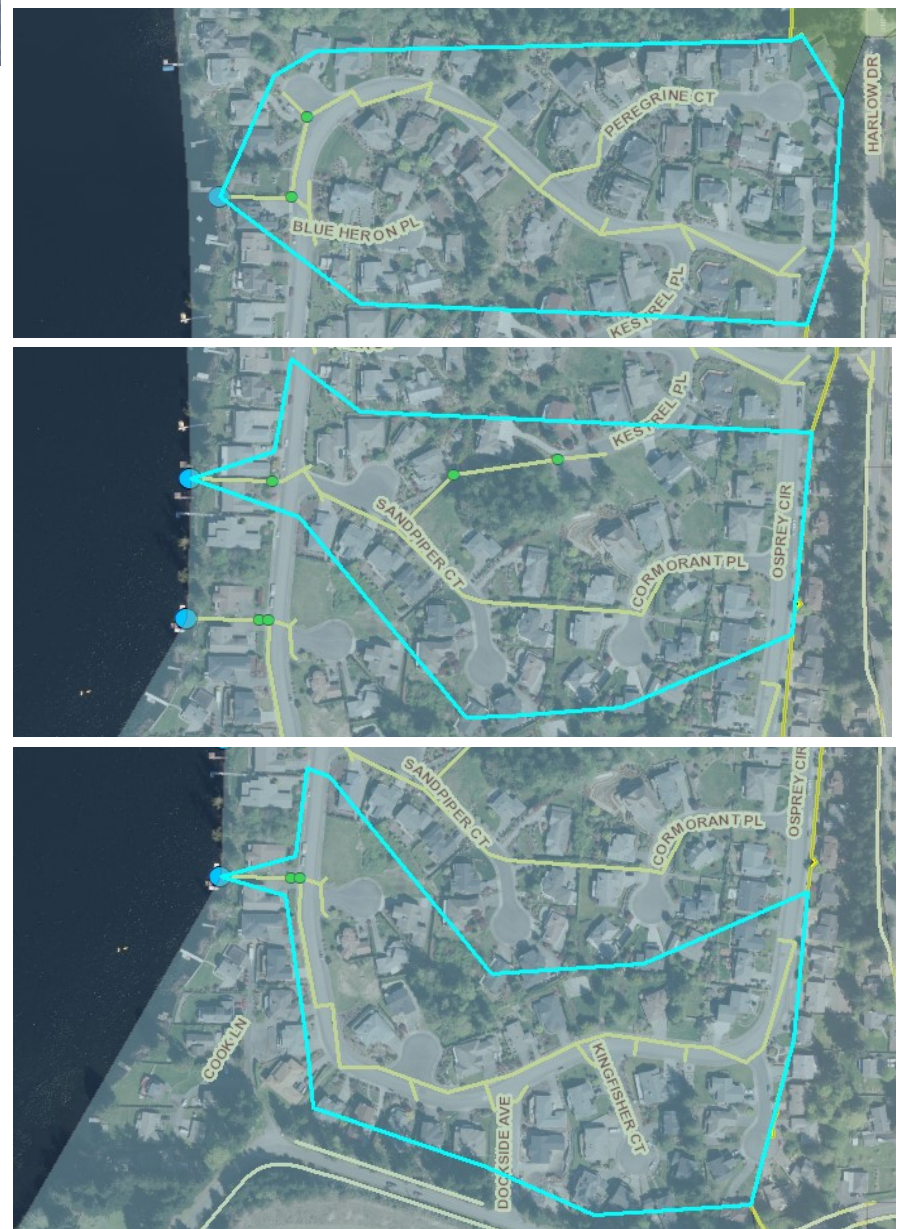 PEREGRINE CT
HARLOW DR
BLUE HERON PL
KESTREL PL
KESTREL PL
SANDPIPER CT
OSPREY CIR
CORMORANT PL
SANDPIPER CT
OSPREY CIR
CORMORANT PL
COOK LN
KINGFISHER CT
DOCKSIDE AVE